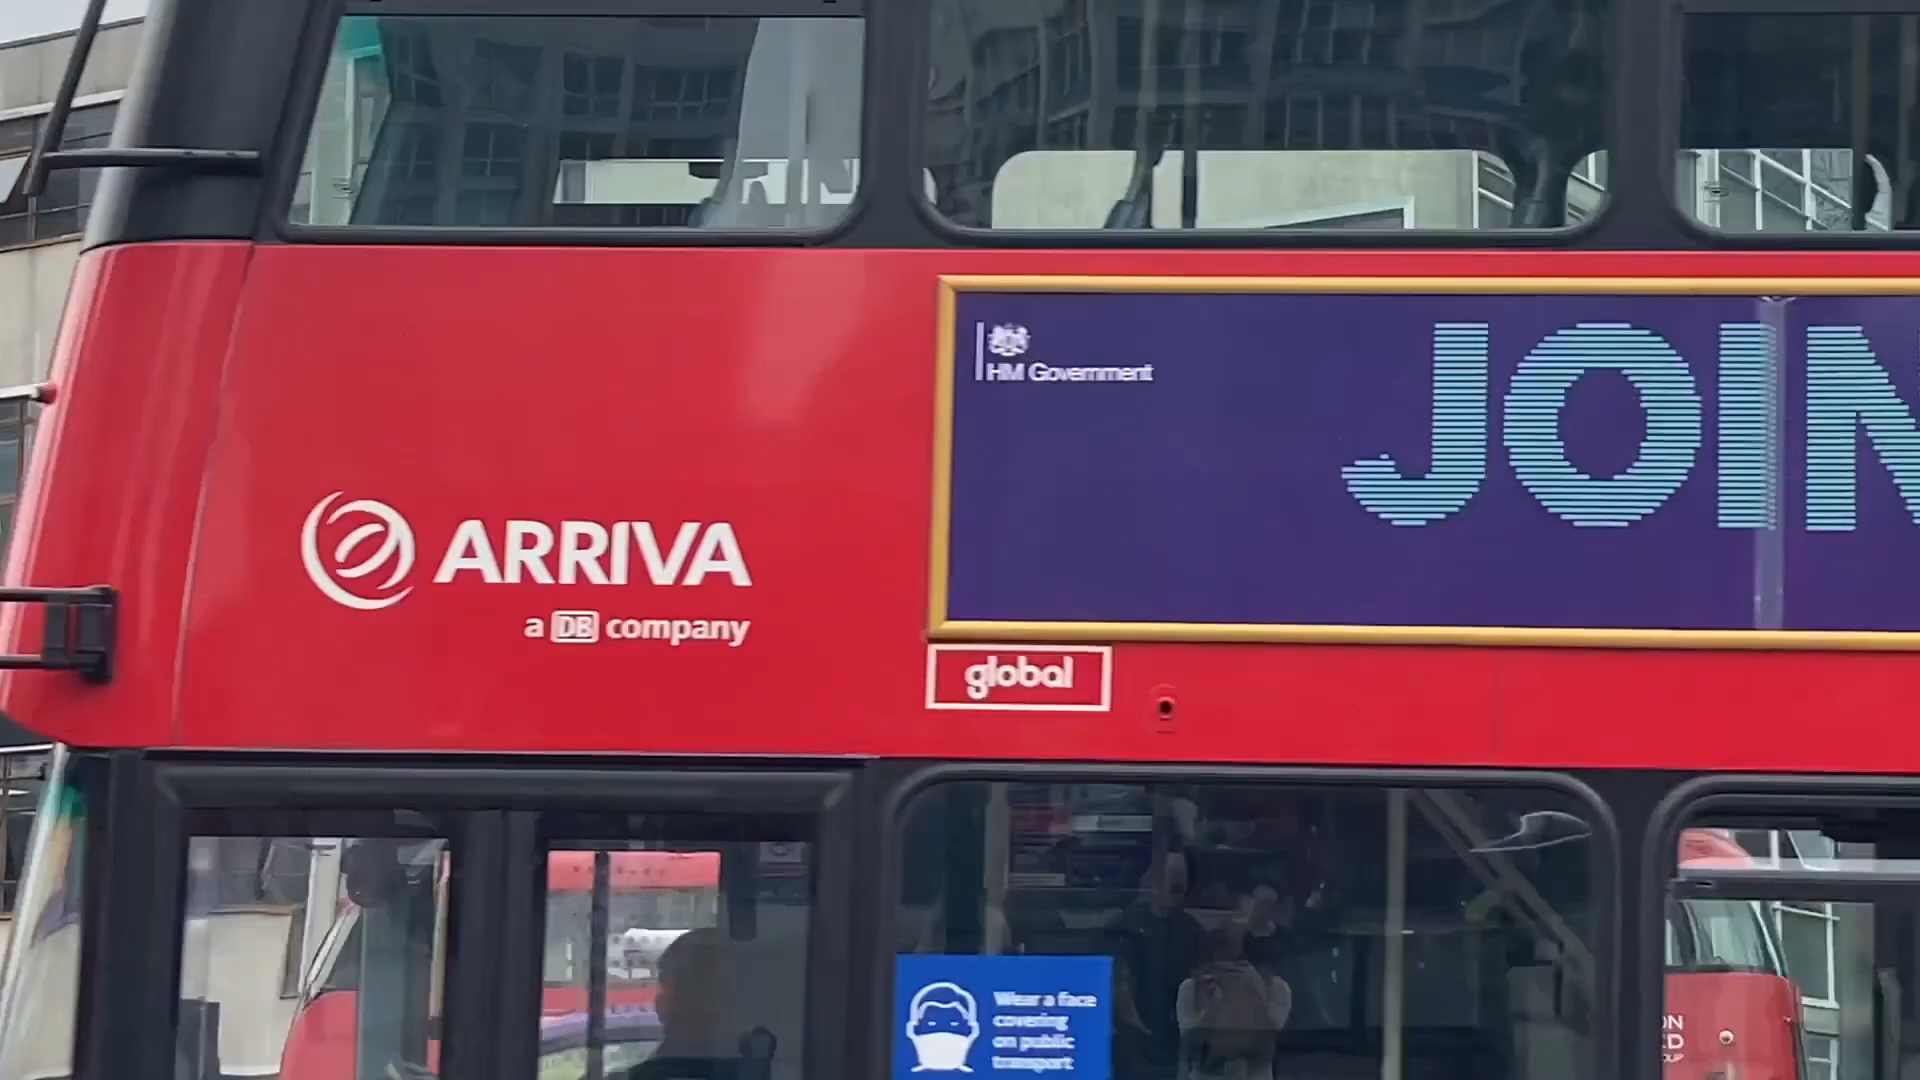 HM Government
JOIN
ARRIVA
a DB company
global
Wear a face
covering
on public
transport